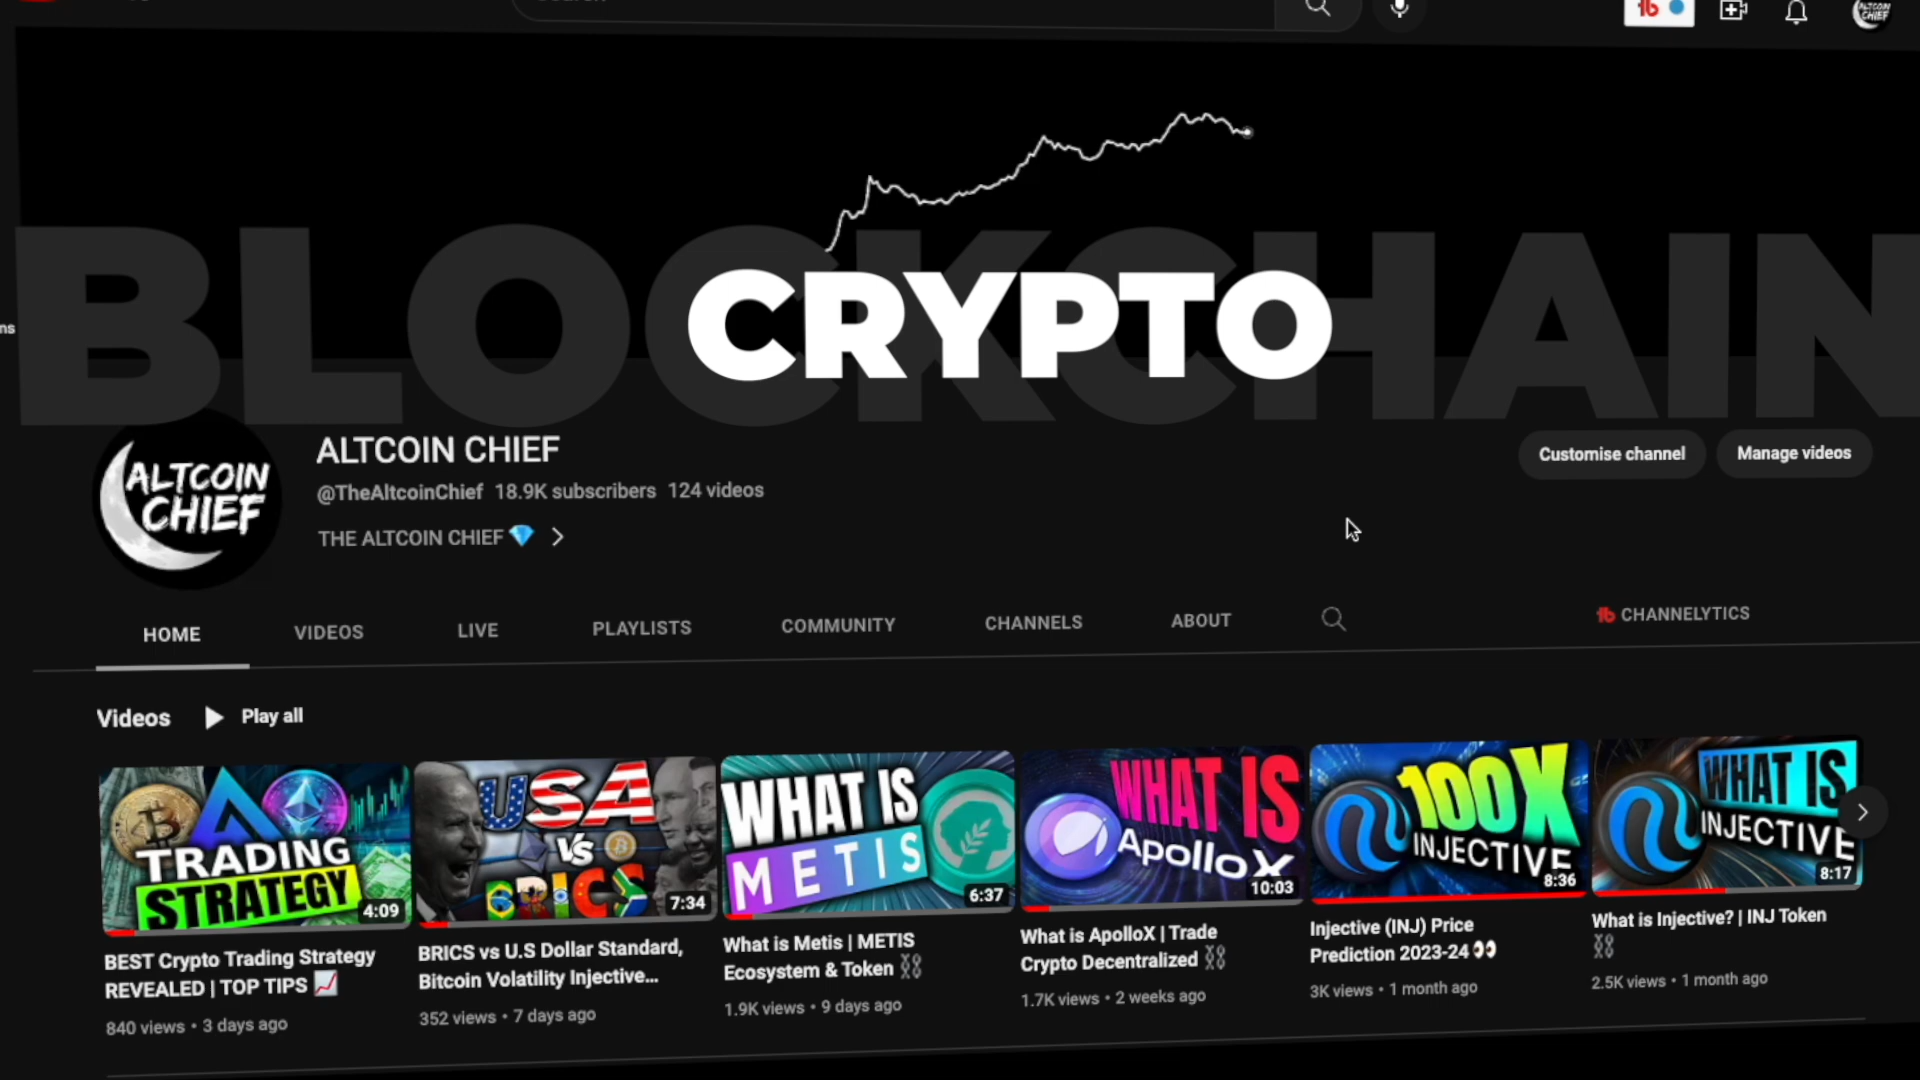 ns
BLOCKCHAIN
CRYPTO
ALTCOIN CHIEF
ALTCOIN
CHIEF
ALTCOIN CHIEF
@TheAltcoinChief 18.9K subscribers 124 videos
THE ALTCOIN CHIEF💎 >
Customise channel Manage videos
HOME VIDEOS LIVE PLAYLISTS COMMUNITY CHANNELS ABOUT CHANNELYTICS
Videos Play all
TRADING
STRATEGY
4:09
BEST Crypto Trading Strategy
REVEALED | TOP TIPS 📈
840 views • 3 days ago
USA
VS
BRICS
7:34
BRICS vs U.S Dollar Standard,
Bitcoin Volatility Injective...
352 views • 7 days ago
WHAT IS
METIS
6:37
What is Metis | METIS
Ecosystem & Token ⛓
1.9K views • 9 days ago
WHAT IS
ApolloX
10:03
What is ApolloX | Trade
Crypto Decentralized ⛓
1.7K views • 2 weeks ago
100X
INJECTIVE
8:36
Injective (INJ) Price
Prediction 2023-24👀
3K views • 1 month ago
WHAT IS
INJECTIVE
8:17
What is Injective? | INJ Token
⛓
2.5K views • 1 month ago